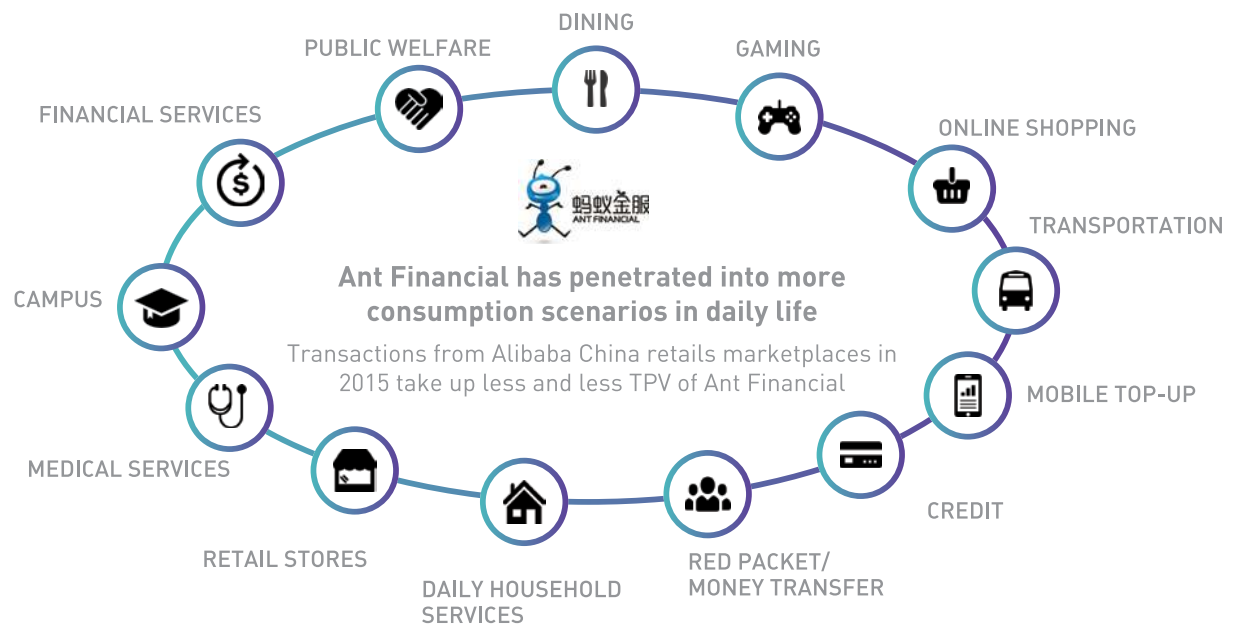 DINING
PUBLIC WELFARE
GAMING
FINANCIAL SERVICES
ONLINE SHOPPING
蚂蚁金服
ANT FINANCIAL
TRANSPORTATION
Ant Financial has penetrated into more
consumption scenarios in daily life
CAMPUS
Transactions from Alibaba China retails marketplaces in
2015 take up less and less TPV of Ant Financial
MOBILE TOP-UP
MEDICAL SERVICES
CREDIT
RETAIL STORES
RED PACKET/
MONEY TRANSFER
DAILY HOUSEHOLD
SERVICES